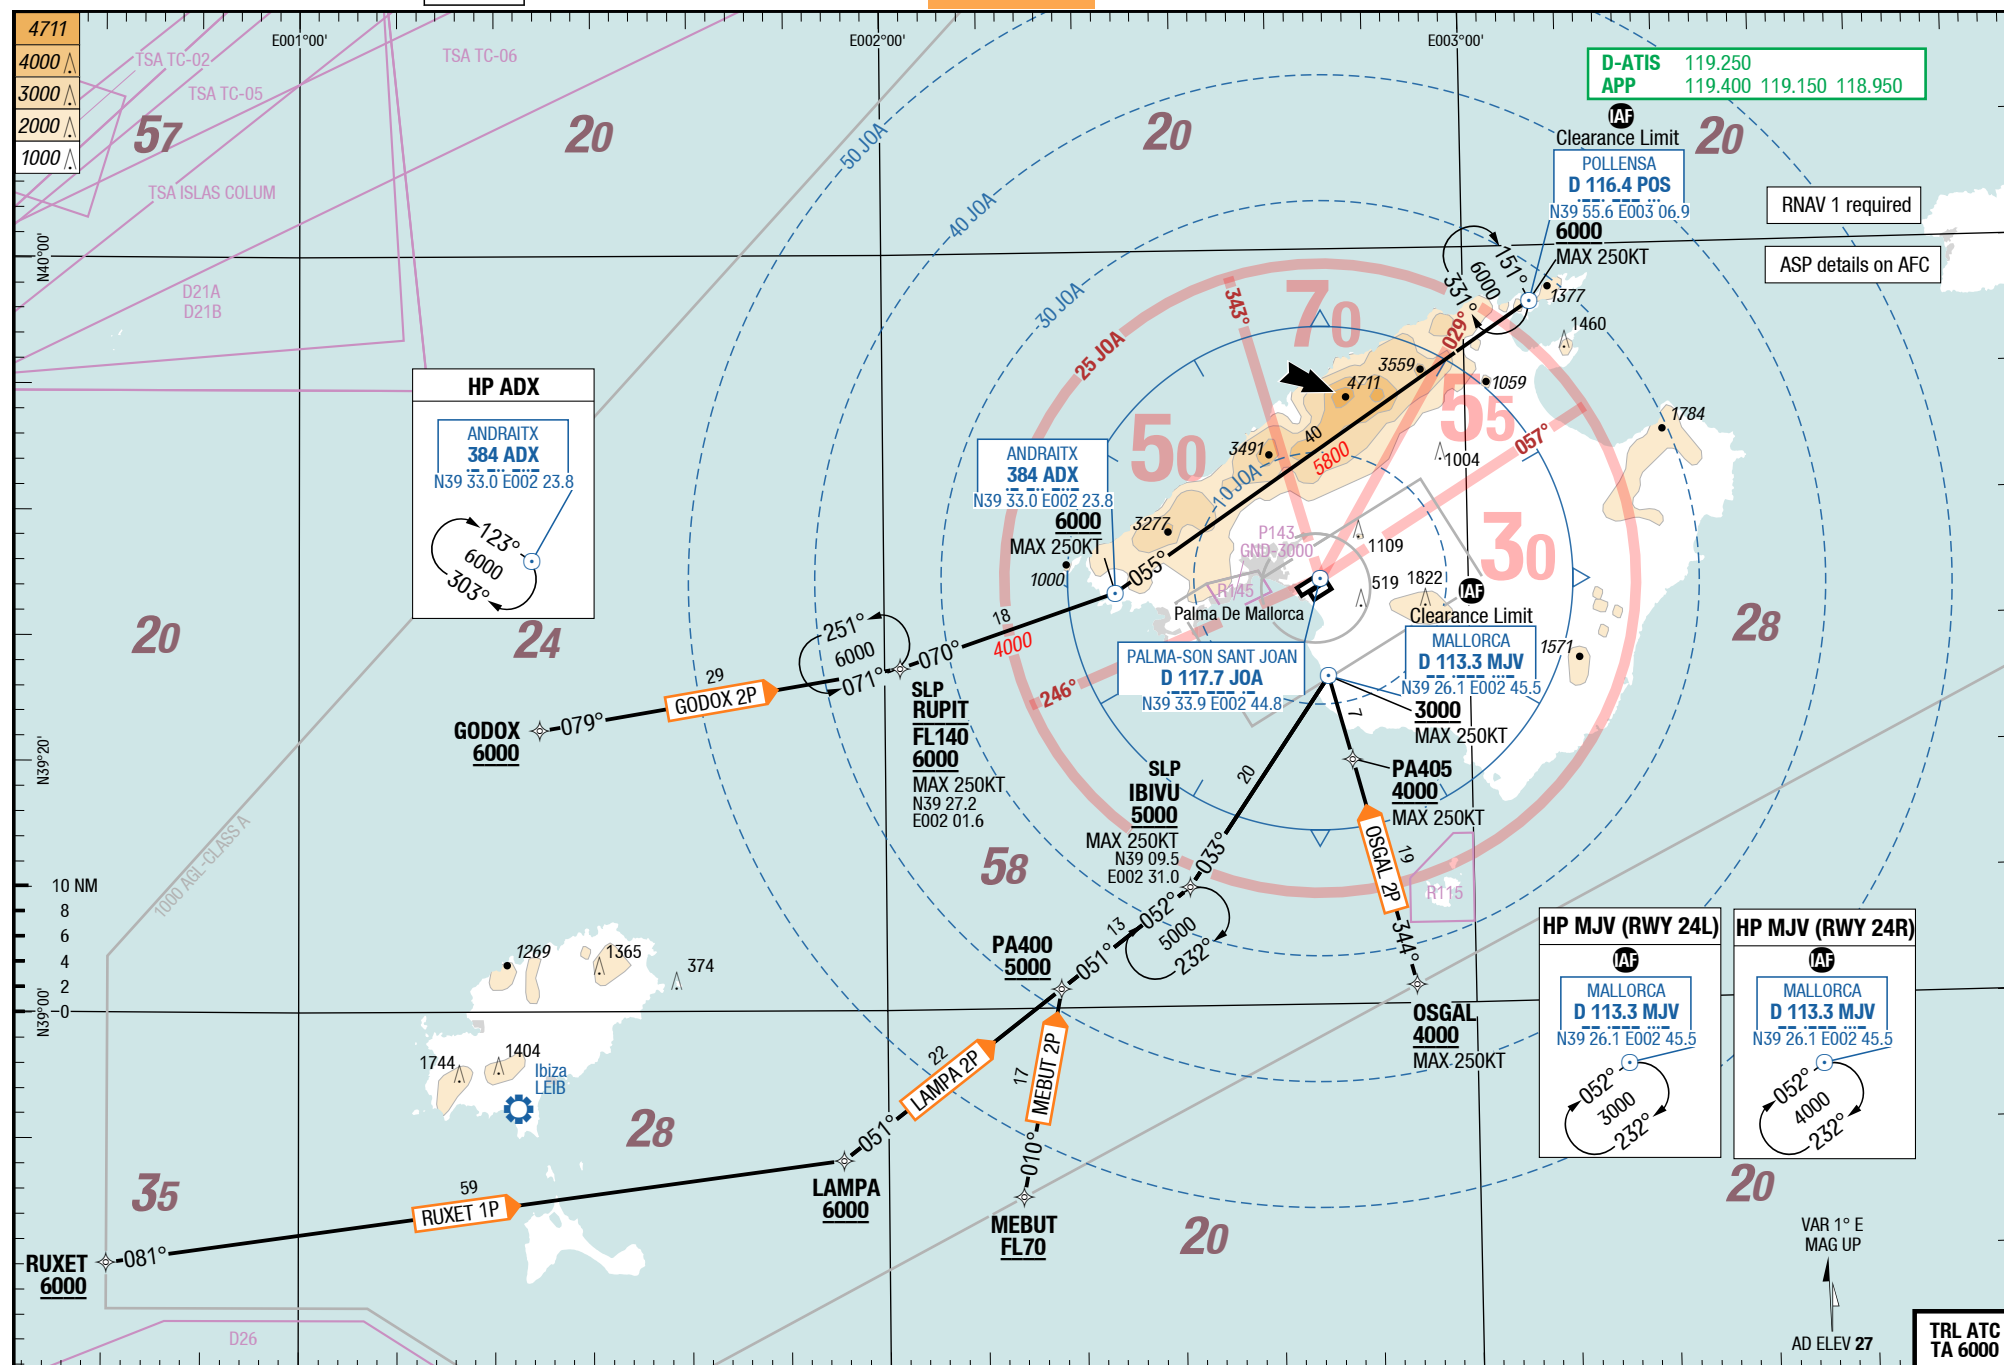 4711
4000
3000
2000
1000
E001°00'
E002°00'
E003°00'
TSA TC-02
TSA TC-05
TSA TC-06
TSA ISLAS COLUM
D21A
D21B
57
20
20
20
D-ATIS 119.250
APP 119.400 119.150 118.950
IAF
Clearance Limit
POLLENSA
D 116.4 POS
N39 55.6 E003 06.9
6000
MAX 250KT
RNAV 1 required
ASP details on AFC
50 JOA
40 JOA
30 JOA
25 JOA
10 JOA
N40°00'
N39°20'
N39°00'
343°
029°
057°
246°
70
55
50
30
151°
6000
331°
1377
1460
3559
4711
1059
1784
3491
1004
3277
1109
519
1822
1571
1000
40
5800
055°
HP ADX
ANDRAITX
384 ADX
N39 33.0 E002 23.8
123°
6000
303°
ANDRAITX
384 ADX
N39 33.0 E002 23.8
6000
MAX 250KT
P143
GND-3000
R145
Palma De Mallorca
PALMA-SON SANT JOAN
D 117.7 JOA
N39 33.9 E002 44.8
IAF
Clearance Limit
MALLORCA
D 113.3 MJV
N39 26.1 E002 45.5
3000
MAX 250KT
20
24
28
18
4000
251°
6000
071°
070°
29
GODOX 2P
079°
GODOX
6000
SLP
RUPIT
FL140
6000
MAX 250KT
N39 27.2
E002 01.6
7
PA405
4000
MAX 250KT
20
SLP
IBIVU
5000
MAX 250KT
N39 09.5
E002 31.0
033°
OSGAL 2P
19
344°
R115
OSGAL
4000
MAX 250KT
1000 AGL-CLASS A
58
10 NM
8
6
4
2
0
PA400
5000
051°
13
052°
5000
232°
1269
1365
374
1744
1404
Ibiza
LEIB
22
LAMPA 2P
051°
17
MEBUT 2P
010°
LAMPA
6000
MEBUT
FL70
28
35
20
20
59
RUXET 1P
081°
RUXET
6000
D26
HP MJV (RWY 24L)
IAF
MALLORCA
D 113.3 MJV
N39 26.1 E002 45.5
052°
3000
232°
HP MJV (RWY 24R)
IAF
MALLORCA
D 113.3 MJV
N39 26.1 E002 45.5
052°
4000
232°
VAR 1° E
MAG UP
AD ELEV 27
TRL ATC
TA 6000